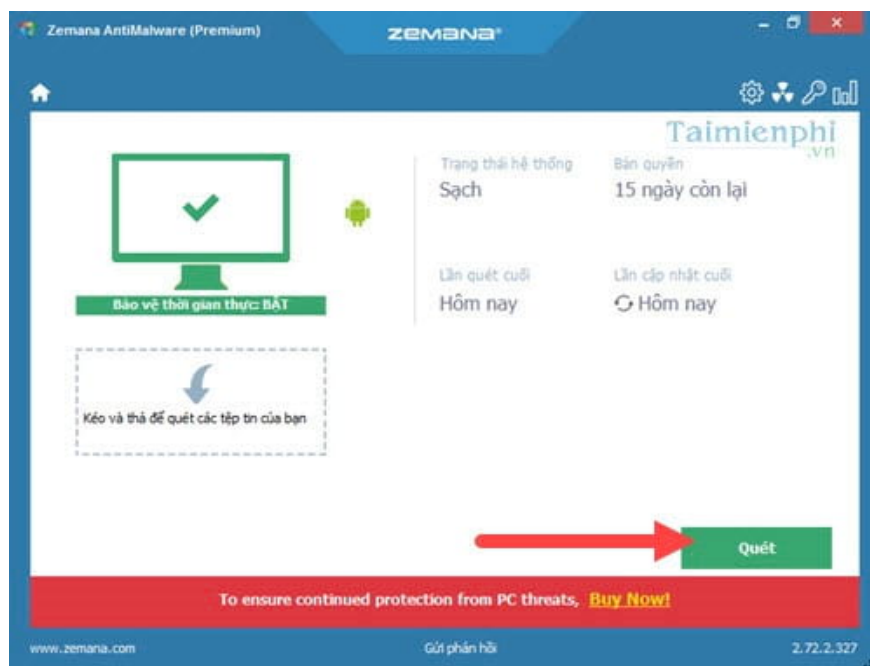 Zemana AntiMalware (Premium)
zemana®
Taimienphi
.vn
Trạng thái hệ thống
Sạch
Bản quyền
15 ngày còn lại
Bảo vệ thời gian thực: BẬT
Lần quét cuối
Hôm nay
Lần cập nhật cuối
Hôm nay
Kéo và thả để quét các tệp tin của bạn
Quét
To ensure continued protection from PC threats, Buy Now!
www.zemana.com
Gửi phản hồi
2.72.2.327